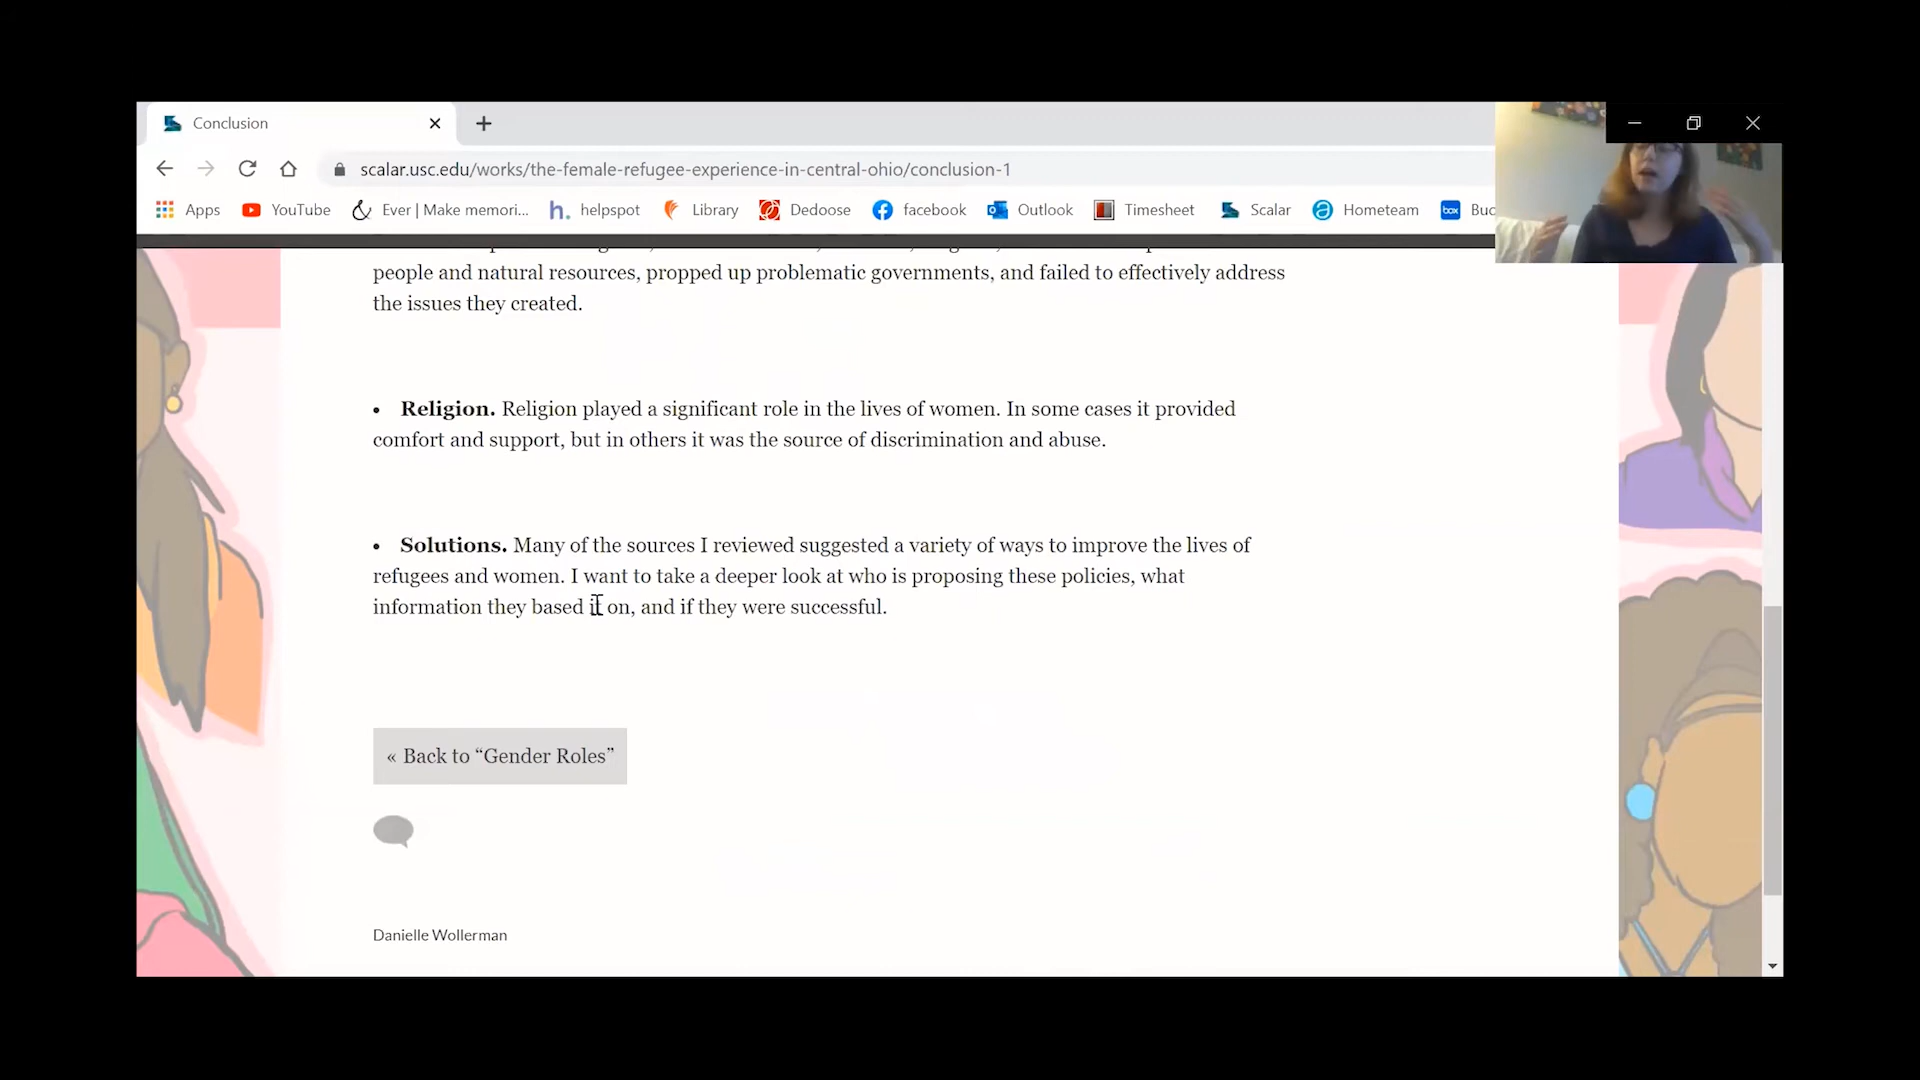 Conclusion
scalar.usc.edu/works/the-female-refugee-experience-in-central-ohio/conclusion-1
Apps YouTube Ever | Make memori... helpspot Library Dedoose facebook Outlook Timesheet Scalar Hometeam box Buc
people and natural resources, propped up problematic governments, and failed to effectively address
the issues they created.
• Religion. Religion played a significant role in the lives of women. In some cases it provided
comfort and support, but in others it was the source of discrimination and abuse.
• Solutions. Many of the sources I reviewed suggested a variety of ways to improve the lives of
refugees and women. I want to take a deeper look at who is proposing these policies, what
information they based it on, and if they were successful.
« Back to “Gender Roles”
Danielle Wollerman